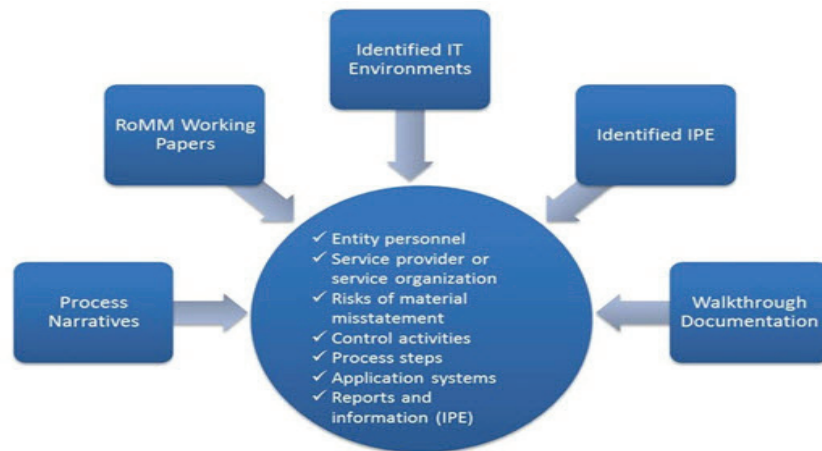 Identified IT
Environments
RoMM Working
Papers
Identified IPE
Process
Narratives
✓ Entity personnel
✓ Service provider or
service organization
✓ Risks of material
misstatement
✓ Control activities
✓ Process steps
✓ Application systems
✓ Reports and
information (IPE)
Walkthrough
Documentation